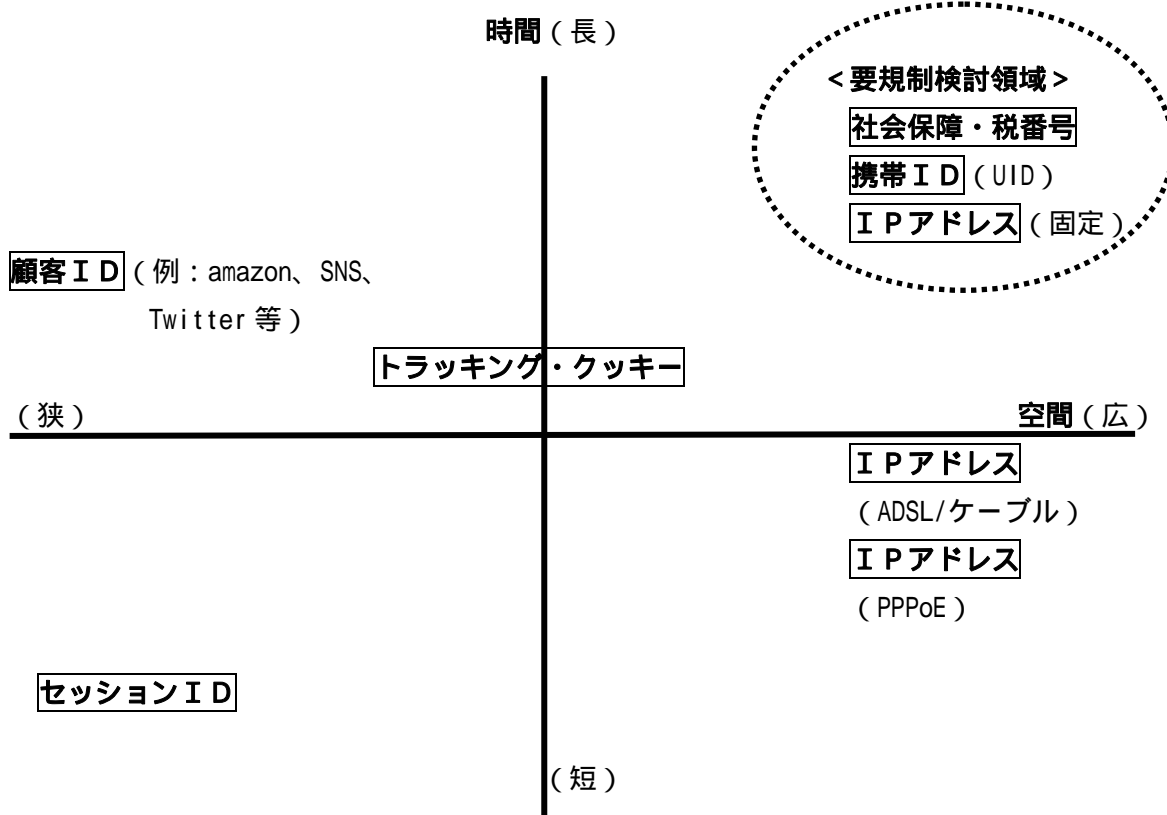 時間（長）
＜要規制検討領域＞
社会保障・税番号
携帯ＩＤ（UID）
ＩＰアドレス（固定）
顧客ＩＤ（例：amazon、SNS、
Twitter 等）
トラッキング・クッキー
（狭）
空間（広）
ＩＰアドレス
（ADSL/ケーブル）
ＩＰアドレス
（PPPoE）
セッションＩＤ
（短）